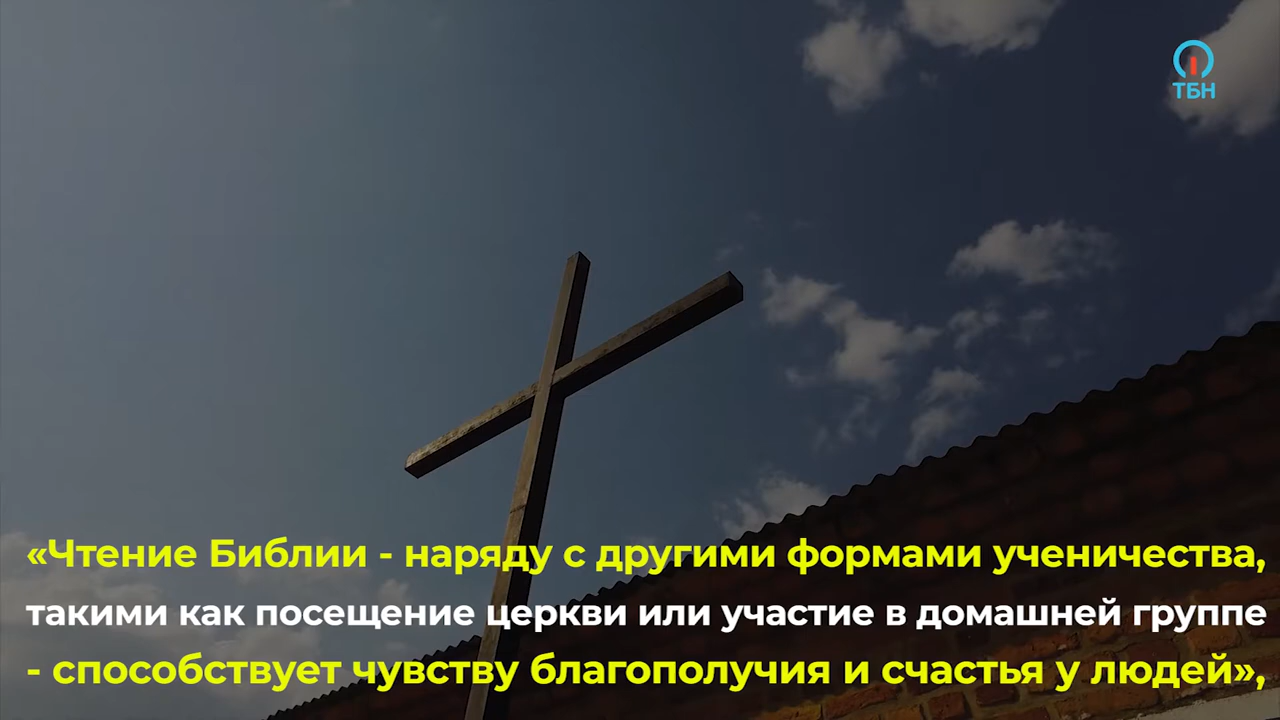 ТБН
«Чтение Библии - наряду с другими формами ученичества,
такими как посещение церкви или участие в домашней группе
- способствует чувству благополучия и счастья у людей»,